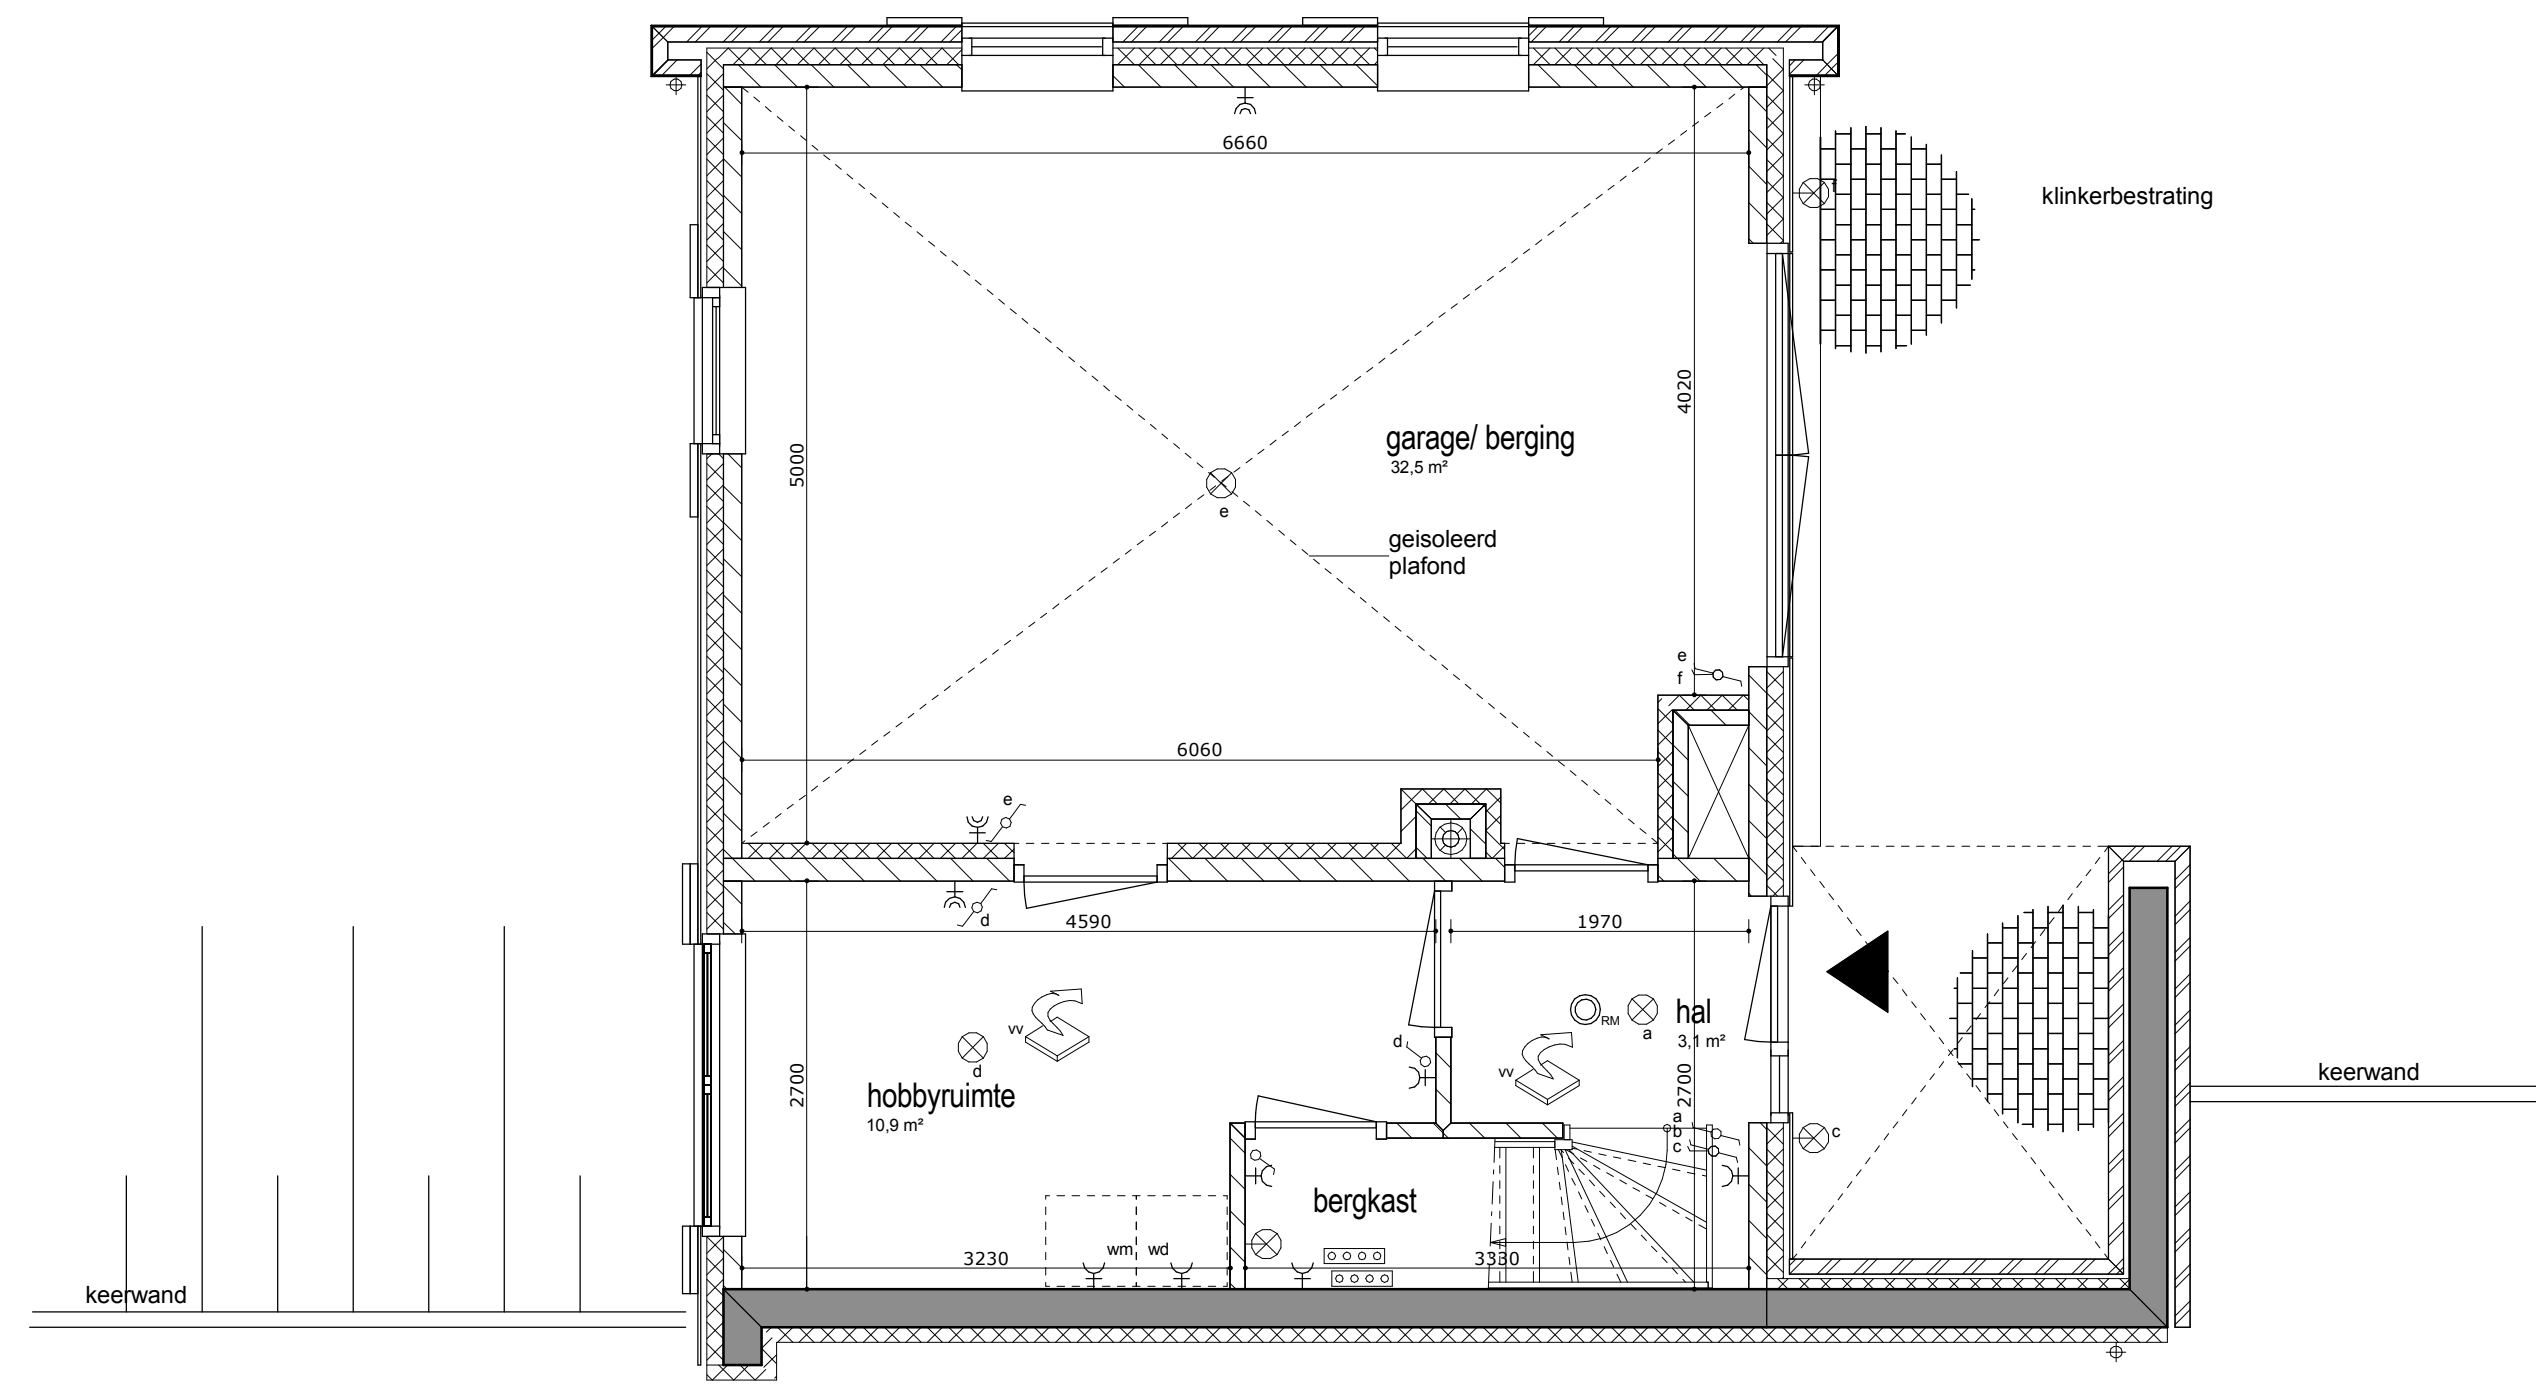 6660
klinkerbestrating
f
4020
5000
garage/ berging
32,5 m²
e
geisoleerd
plafond
e
f
6060
e
d
4590
1970
vv
d
hobbyruimte
10,9 m²
2700
RM
a
hal
3,1 m²
d
vv
2700
a
b
c
c
keerwand
bergkast
wm
wd
3230
3330
keerwand